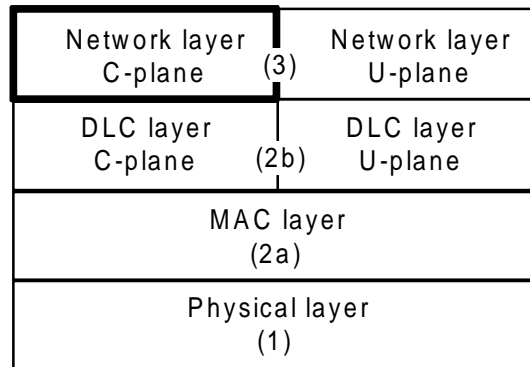 Network layer
C-plane
(3)
Network layer
U-plane
DLC layer
C-plane
(2b)
DLC layer
U-plane
MAC layer
(2a)
Physical layer
(1)